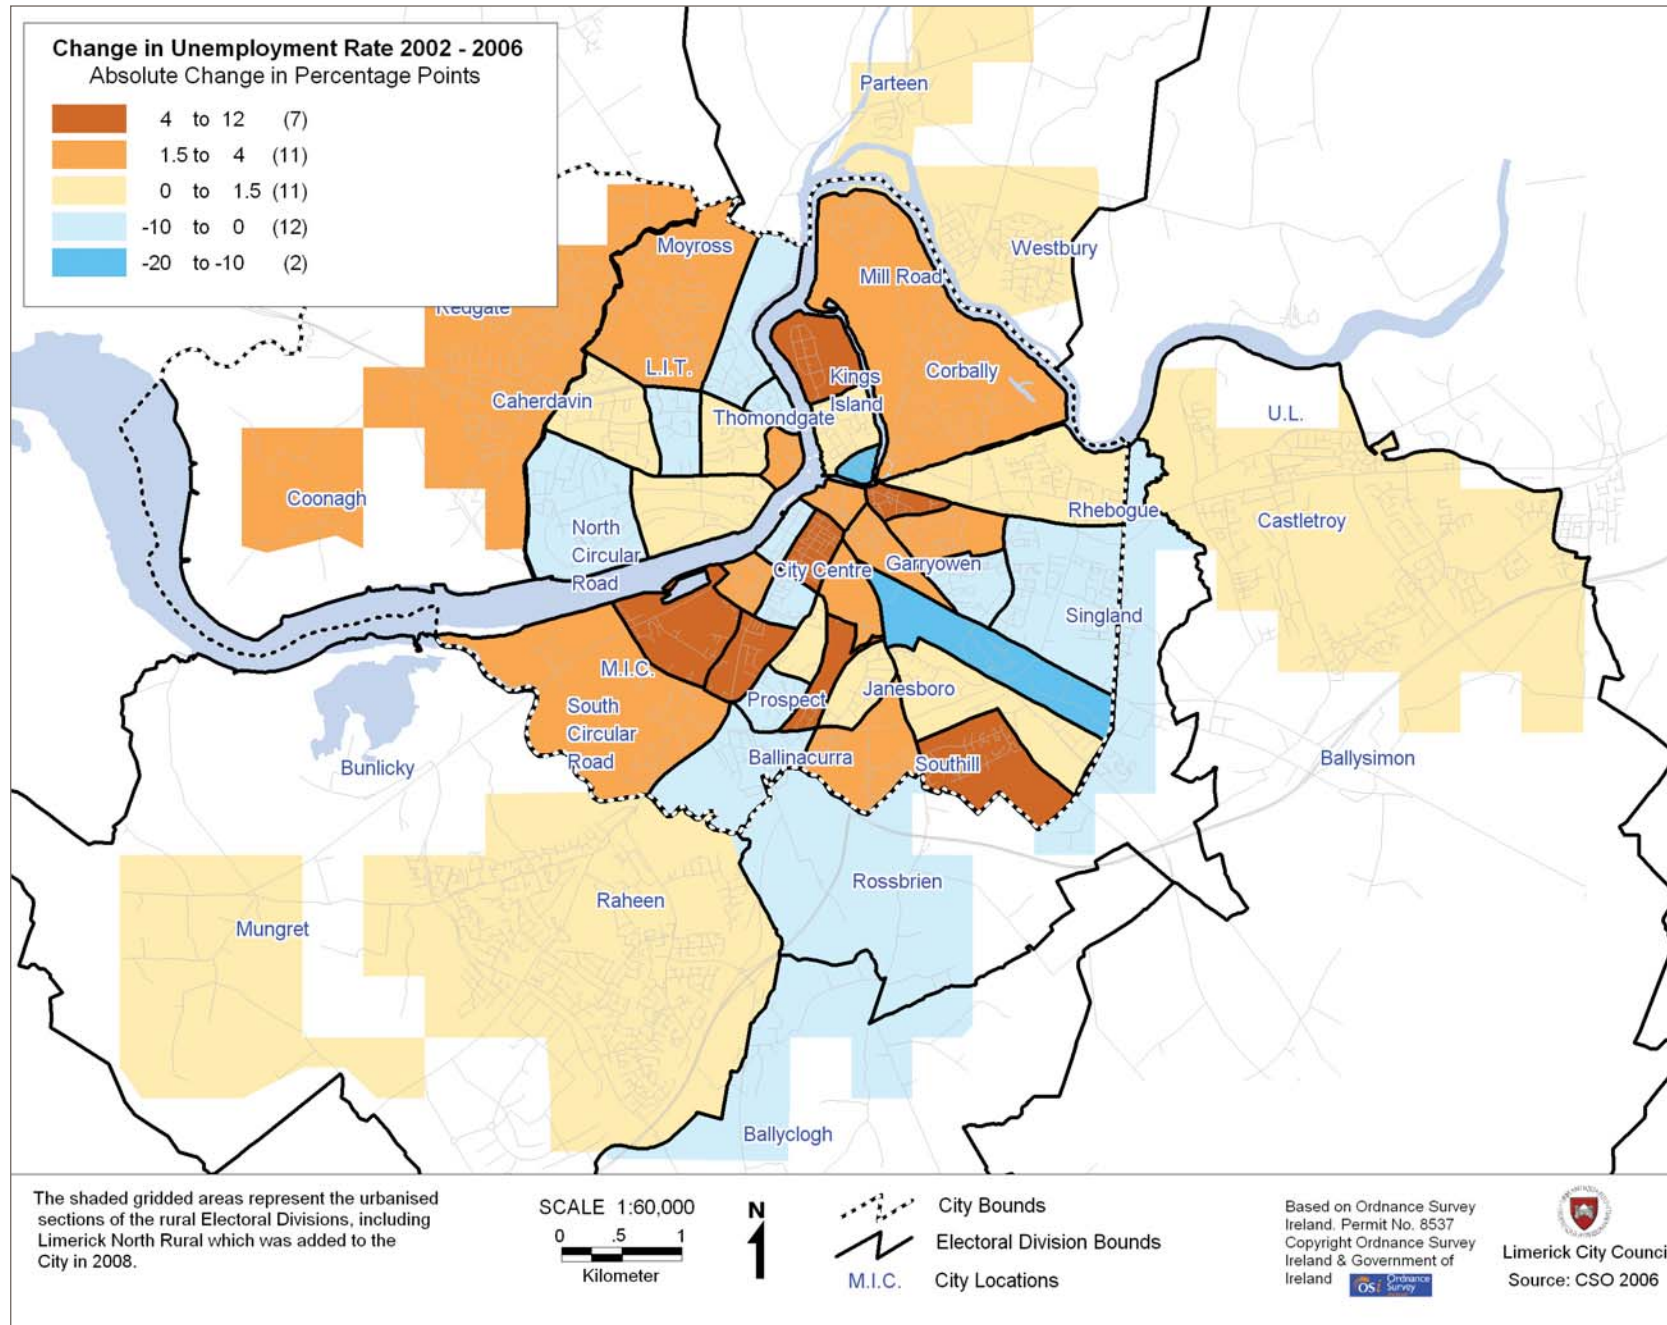 Change in Unemployment Rate 2002 - 2006
Absolute Change in Percentage Points
4 to 12 (7)
1.5 to 4 (11)
0 to 1.5 (11)
-10 to 0 (12)
-20 to -10 (2)
Parteen
Moyross
Westbury
Mill Road
Redgate
L.I.T.
Kings
Island
Corbally
Caherdavin
Thomondgate
U.L.
Coonagh
Rhebogue
Castletroy
North
Circular
Road
City Centre
Garryowen
Singland
M.I.C.
Prospect
Janesboro
South
Circular
Road
Bunlicky
Ballinacurra
Southill
Ballysimon
Rossbrien
Raheen
Mungret
Ballyclogh
The shaded gridded areas represent the urbanised
sections of the rural Electoral Divisions, including
Limerick North Rural which was added to the
City in 2008.
SCALE 1:60,000
0 .5 1
Kilometer
N
City Bounds
Electoral Division Bounds
M.I.C. City Locations
Based on Ordnance Survey
Ireland. Permit No. 8537
Copyright Ordnance Survey
Ireland & Government of
Ireland
OSi Ordnance
Survey
Limerick City Counci
Source: CSO 2006